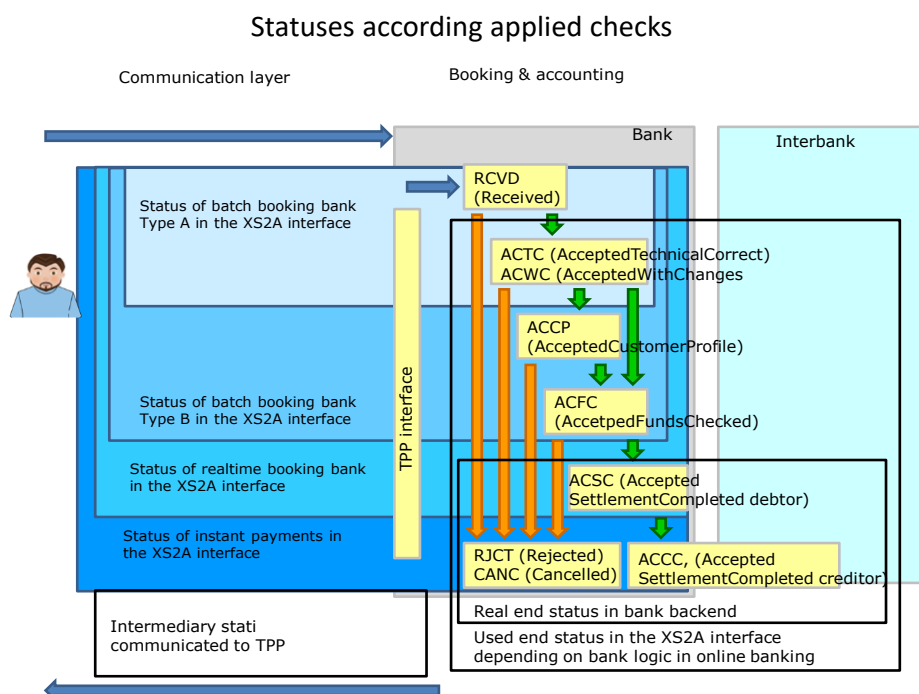 Statuses according applied checks
Communication layer
Booking & accounting
Bank
Interbank
RCVD
(Received)
Status of batch booking bank
Type A in the XS2A interface
ACTC (AcceptedTechnicalCorrect)
ACWC (AcceptedWithChanges
ACCP
(AcceptedCustomerProfile)
Status of batch booking bank
Type B in the XS2A interface
ACFC
(AccetpedFundsChecked)
TPP interface
Status of realtime booking bank
in the XS2A interface
ACSC (Accepted
SettlementCompleted debtor)
Status of instant payments in
the XS2A interface
RJCT (Rejected)
CANC (Cancelled)
ACCC, (Accepted
SettlementCompleted creditor)
Real end status in bank backend
Intermediary stati
communicated to TPP
Used end status in the XS2A interface
depending on bank logic in online banking